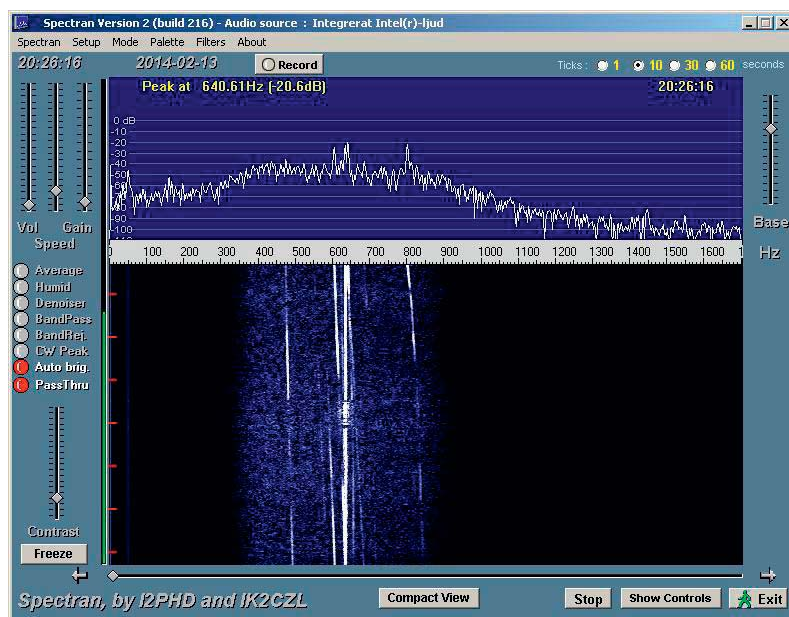 Spectran Version 2 (build 216) - Audio source : Integrerat Intel(r)-ljud
Spectran Setup Mode Palette Filters About
20:26:16 2014-02-13 Record Ticks : 1 10 30 60 seconds
Peak at 640.61Hz (-20.6dB) 20:26:16
0 dB
-10
-20
-30
-40
-50
-60
-70
-80
-90
-100
Vol Gain
Speed
Base
0 100 200 300 400 500 600 700 800 900 1000 1100 1200 1300 1400 1500 1600
Hz
Average
Humid
Denoiser
BandPass
BandRej.
CW Peak
Auto brig.
PassThru
Contrast
Freeze
Spectran, by I2PHD and IK2CZL Compact View Stop Show Controls Exit